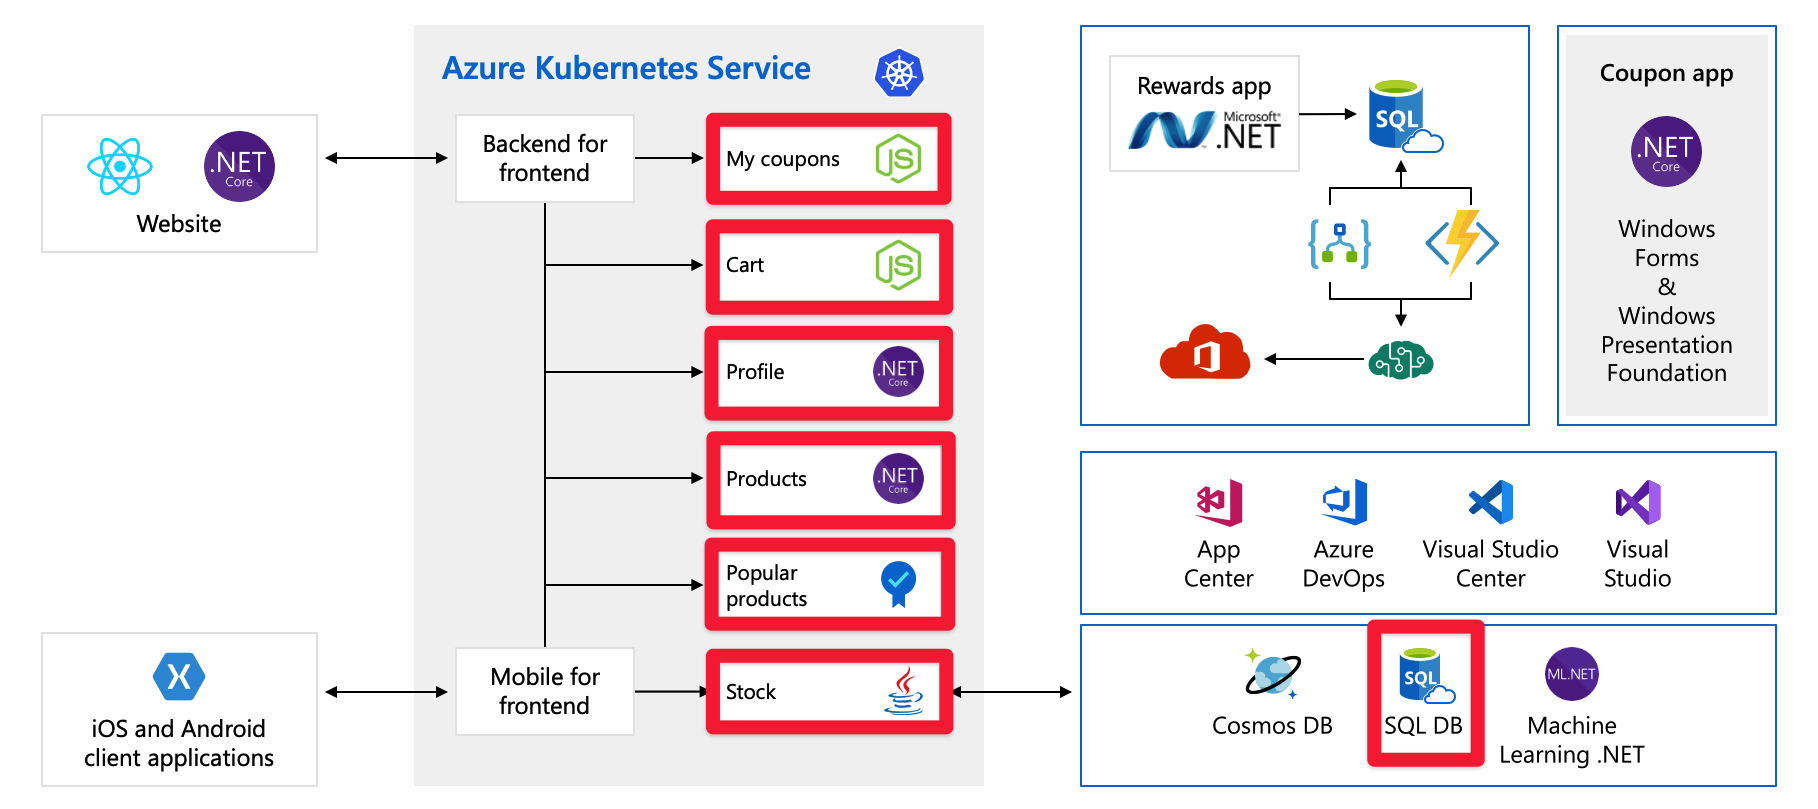 Azure Kubernetes Service
.NET
Core
Website
Backend for
frontend
My coupons
JS
Cart
JS
Profile
.NET
Core
Products
.NET
Core
Popular
products
Mobile for
frontend
Stock
X
iOS and Android
client applications
Rewards app
Microsoft®
.NET
SQL
Coupon app
.NET
Core
Windows
Forms
&
Windows
Presentation
Foundation
App
Center
Azure
DevOps
Visual Studio
Center
Visual
Studio
Cosmos DB
SQL
SQL DB
ML.NET
Machine
Learning .NET